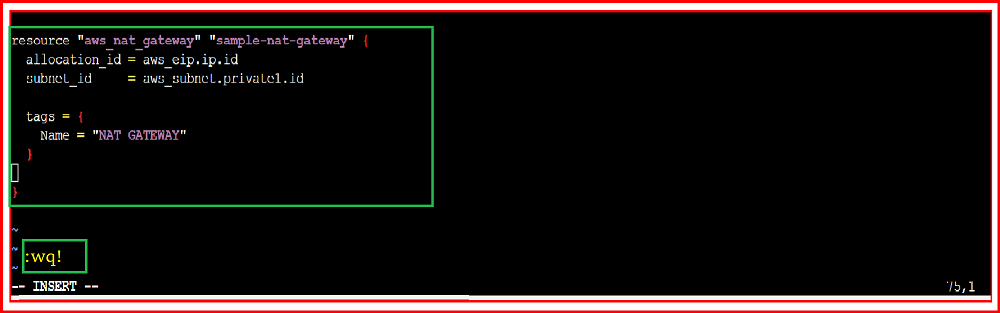 resource "aws_nat_gateway" "sample-nat-gateway" {
  allocation_id = aws_eip.ip.id
  subnet_id     = aws_subnet.private1.id

  tags = {
    Name = "NAT GATEWAY"
  }

}
~
~ :wq!
~
-- INSERT -- 75,1